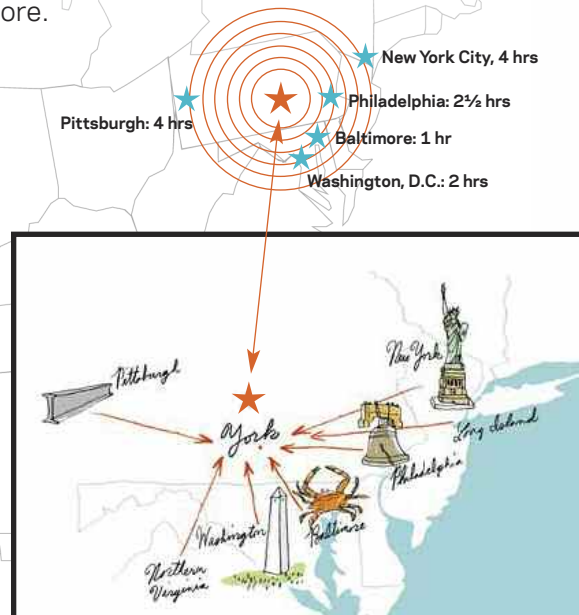 ore.
New York City, 4 hrs
Philadelphia: 2½ hrs
Pittsburgh: 4 hrs
Baltimore: 1 hr
Washington, D.C.: 2 hrs
Pittsburgh
New York
York
Long Island
Philadelphia
Washington
Baltimore
Northern
Virginia